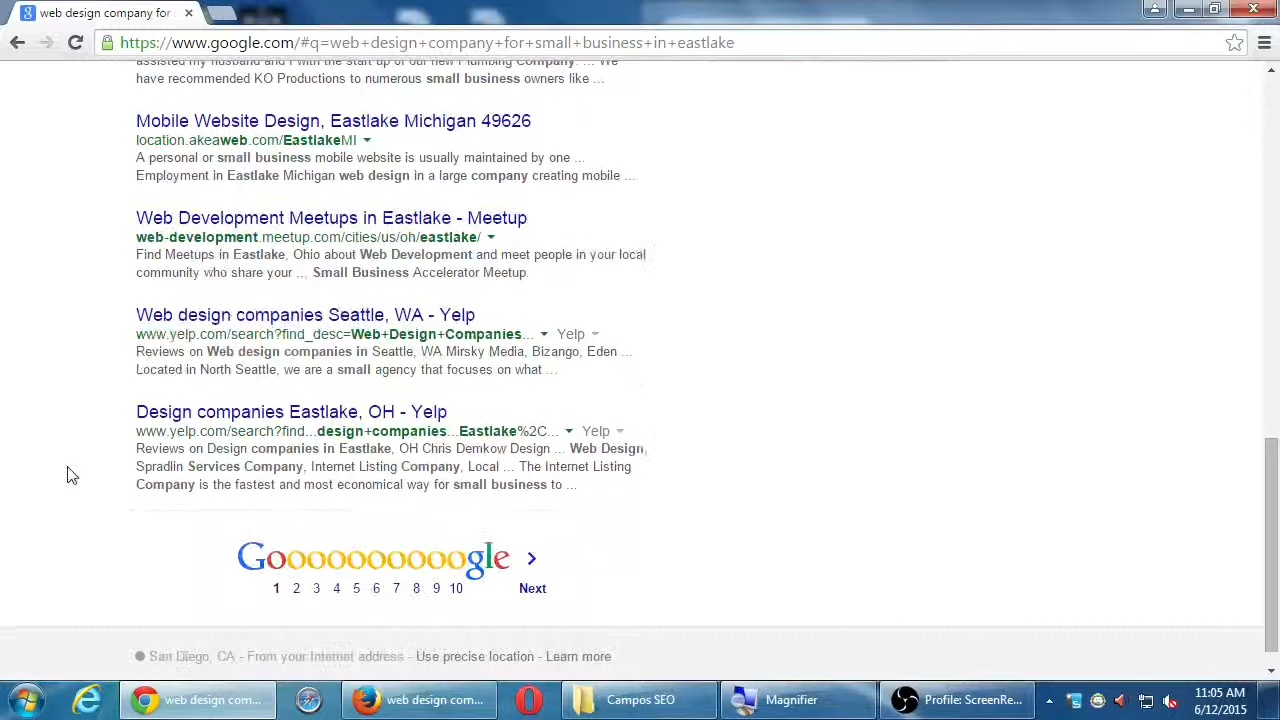 web design company for
https://www.google.com/#q=web+design+company+for+small+business+in+eastlake
assisted my husband and I with the start up of our new Plumbing Company. ... We
have recommended KO Productions to numerous small business owners like ...
Mobile Website Design, Eastlake Michigan 49626
location.akeaweb.com/EastlakeMI
A personal or small business mobile website is usually maintained by one ...
Employment in Eastlake Michigan web design in a large company creating mobile ...
Web Development Meetups in Eastlake - Meetup
web-development.meetup.com/cities/us/oh/eastlake/
Find Meetups in Eastlake, Ohio about Web Development and meet people in your local
community who share your ... Small Business Accelerator Meetup.
Web design companies Seattle, WA - Yelp
www.yelp.com/search?find_desc=Web+Design+Companies... Yelp
Reviews on Web design companies in Seattle, WA Mirsky Media, Bizango, Eden ...
Located in North Seattle, we are a small agency that focuses on what ...
Design companies Eastlake, OH - Yelp
www.yelp.com/search?find...design+companies...Eastlake%2C... Yelp
Reviews on Design companies in Eastlake, OH Chris Demkow Design ... Web Design,
Spradlin Services Company, Internet Listing Company, Local ... The Internet Listing
Company is the fastest and most economical way for small business to ...
Goooooooooogle >
1 2 3 4 5 6 7 8 9 10 Next
San Diego, CA - From your Internet address - Use precise location - Learn more
web design com... web design com... Campos SEO Magnifier Profile: ScreenRe... 11:05 AM
6/12/2015